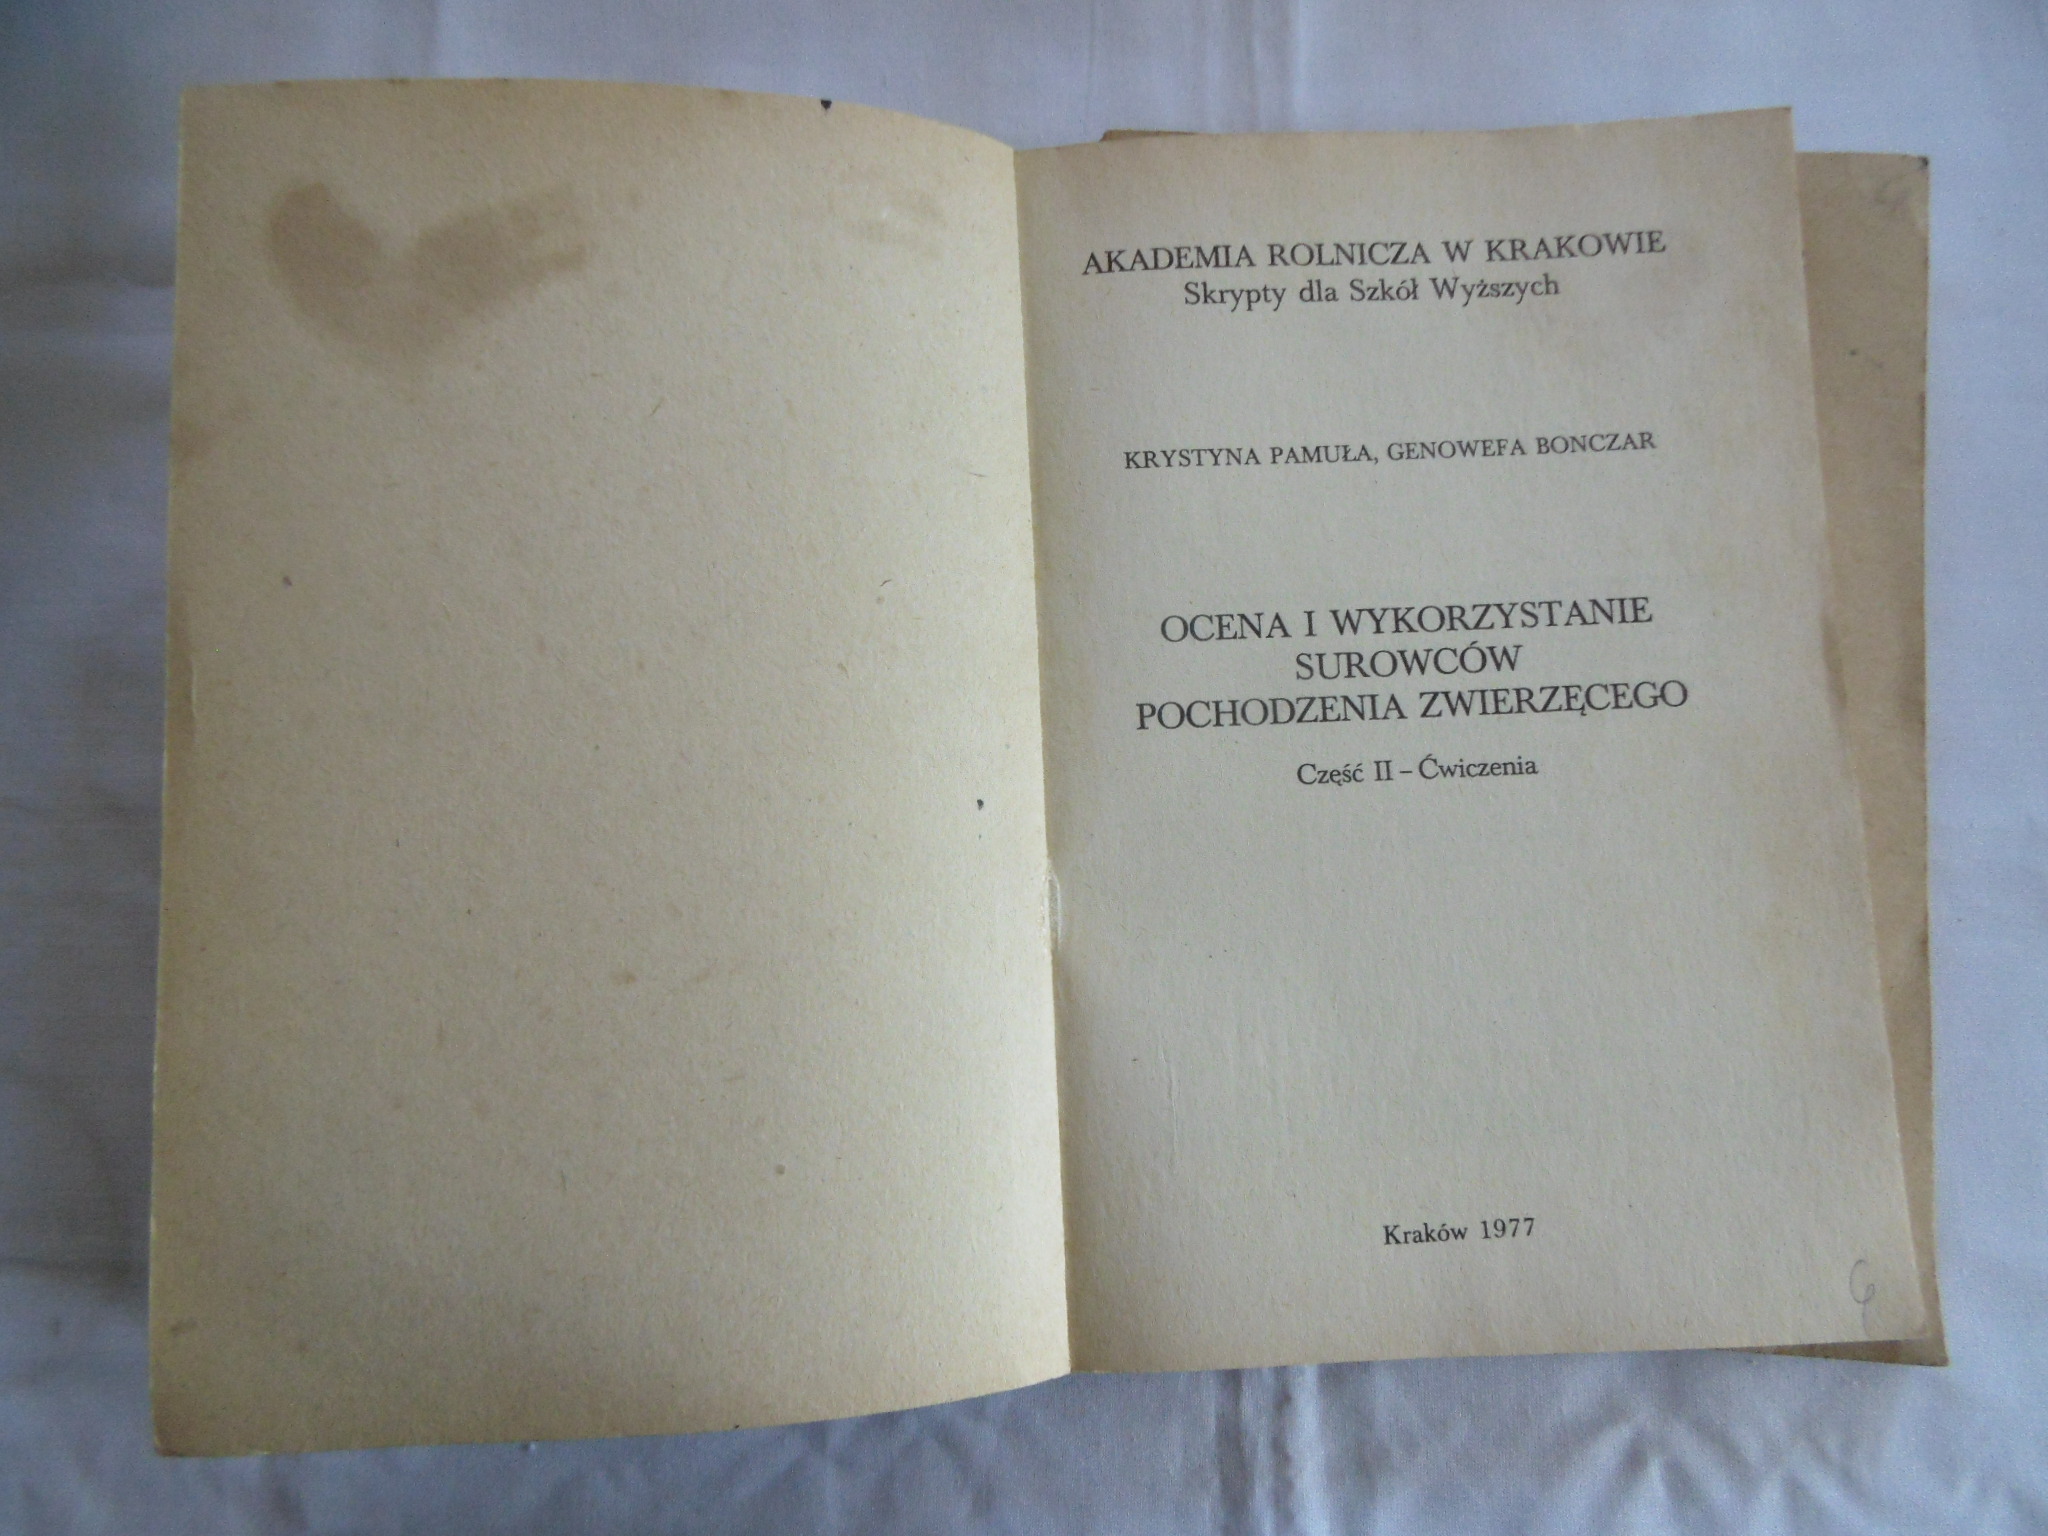 AKADEMIA ROLNICZA W KRAKOWIE
Skrypty dla Szkół Wyższych
KRYSTYNA PAMUŁA, GENOWEFA BONCZAR
OCENA I WYKORZYSTANIE
SUROWCÓW
POCHODZENIA ZWIERZĘCEGO
Część II – Ćwiczenia
Kraków 1977